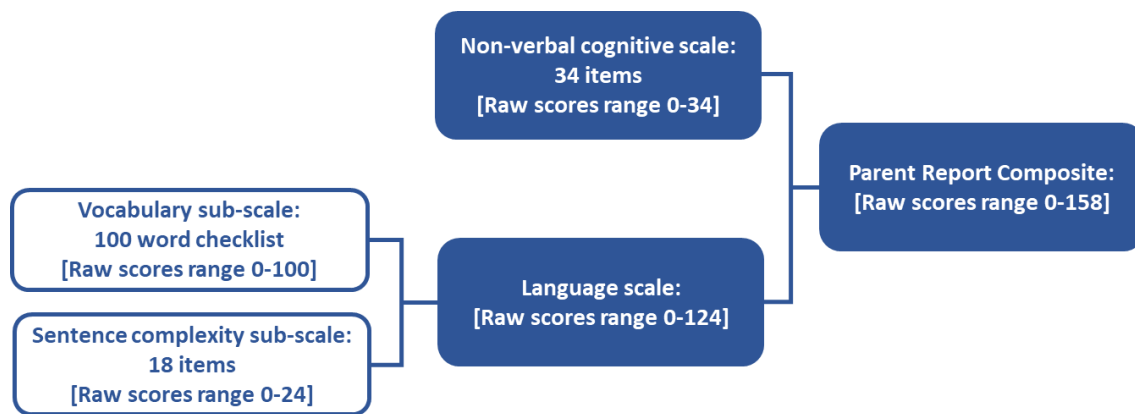 Non-verbal cognitive scale:
34 items
[Raw scores range 0-34]
Parent Report Composite:
[Raw scores range 0-158]
Vocabulary sub-scale:
100 word checklist
[Raw scores range 0-100]
Language scale:
[Raw scores range 0-124]
Sentence complexity sub-scale:
18 items
[Raw scores range 0-24]